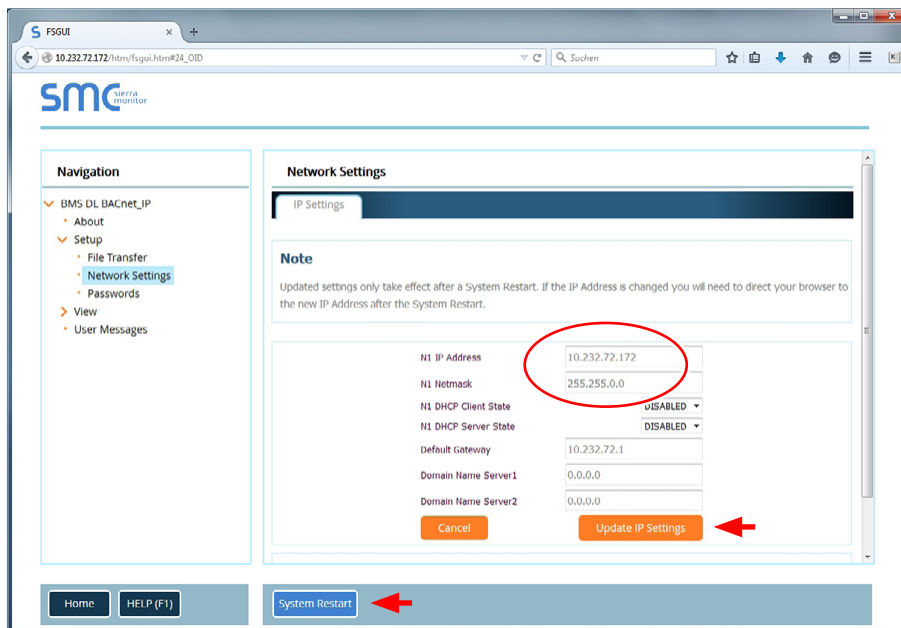 FSGUI
10.232.72.172/htm/fsgui.htm#24_OID
Suchen
smc sierra monitor
Navigation
BMS DL BACnet_IP
About
Setup
File Transfer
Network Settings
Passwords
View
User Messages
Network Settings
IP Settings
Note
Updated settings only take effect after a System Restart. If the IP Address is changed you will need to direct your browser to
the new IP Address after the System Restart.
N1 IP Address 10.232.72.172
N1 Netmask 255.255.0.0
N1 DHCP Client State DISABLED
N1 DHCP Server State DISABLED
Default Gateway 10.232.72.1
Domain Name Server1 0.0.0.0
Domain Name Server2 0.0.0.0
Cancel Update IP Settings
Home HELP (F1) System Restart